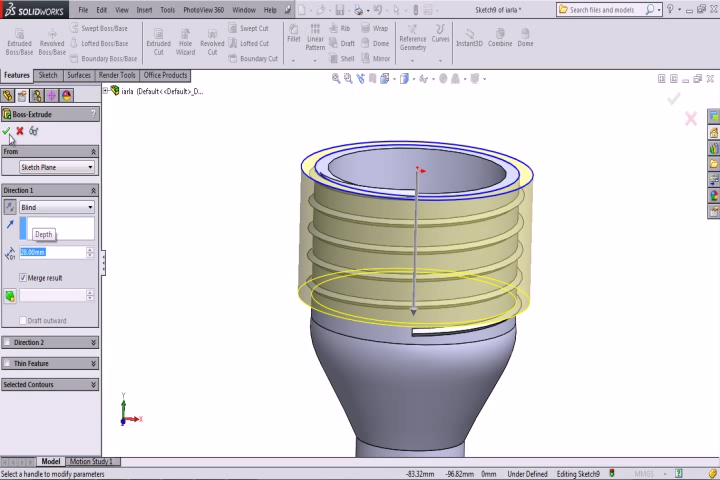 SOLIDWORKS File Edit View Insert Tools PhotoView 360 Window Help Sketch9 of iarla * Search files and models
Extruded Boss/Base
Revolved Boss/Base
Swept Boss/Base
Lofted Boss/Base
Boundary Boss/Base
Extruded Cut
Hole Wizard
Revolved Cut
Swept Cut
Lofted Cut
Boundary Cut
Fillet
Linear Pattern
Rib
Draft
Shell
Wrap
Dome
Mirror
Reference Geometry
Curves
Instant3D
Combine
Dome
Features Sketch Surfaces Render Tools Office Products
iarla (Default<<Default>_D...
Boss-Extrude ?
From
Sketch Plane
Direction 1
Blind
Depth
28.00mm
Merge result
Draft outward
Direction 2
Thin Feature
Selected Contours
Y
X
Model Motion Study 1
Select a handle to modify parameters -83.32mm -96.82mm 0mm Under Defined Editing Sketch9 MMGS